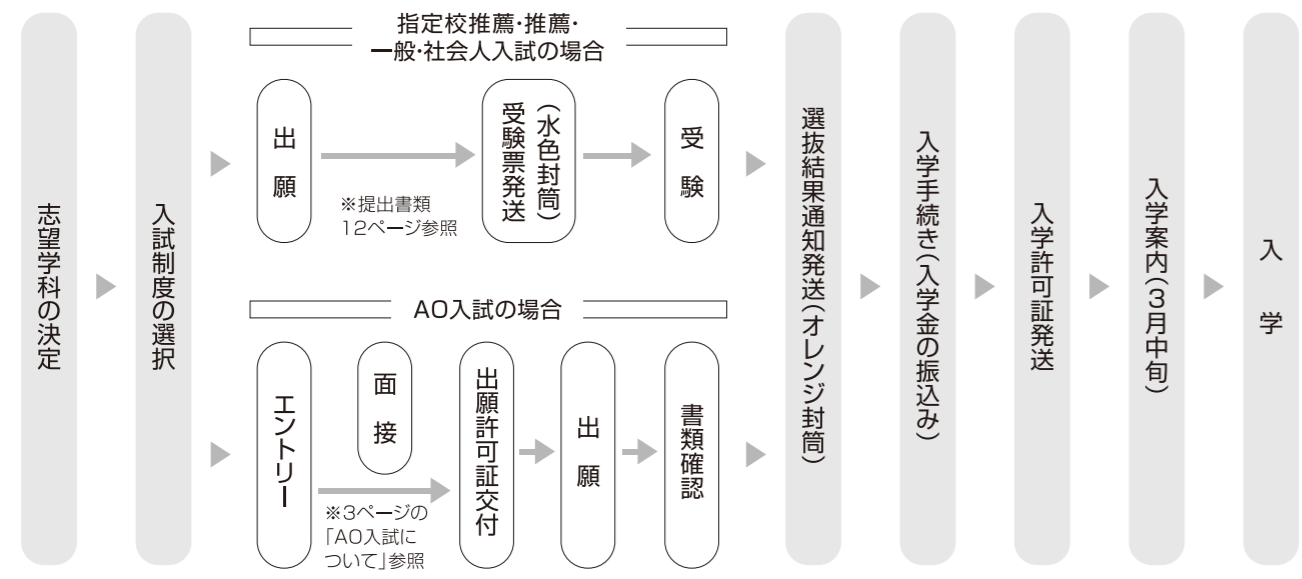 志望学科の決定
入試制度の選択
指定校推薦･推薦･
一般･社会人入試の場合
出願
※提出書類
12ページ参照
受験票発送
（水色封筒）
受験
AO入試の場合
エントリー
面接
※3ページの
｢AO入試に
ついて｣参照
出願許可証交付
出願
書類確認
選抜結果通知発送（オレンジ封筒）
入学手続き（入学金の振込み）
入学許可証発送
入学案内（３月中旬）
入学